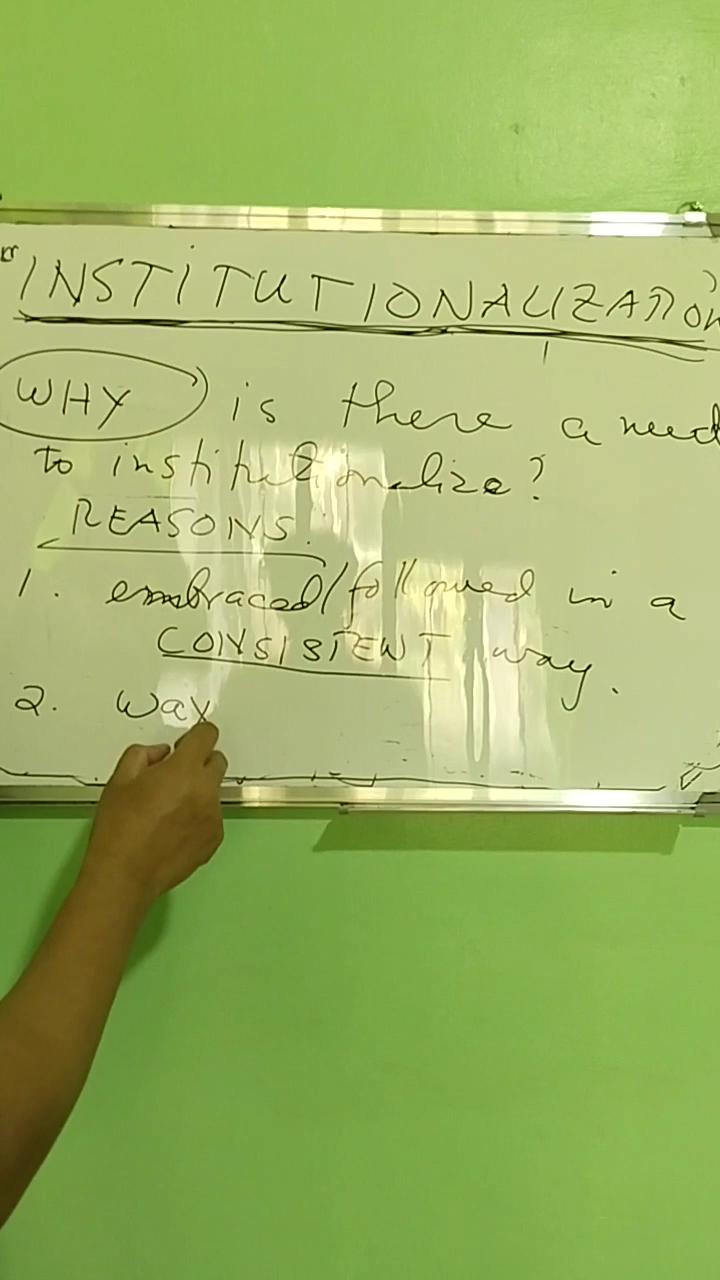 "INSTITUTIONALIZATION
WHY is there a need
to institutionalize?
REASONS.
1. embraced/followed in a
CONSISTENT way.
2. way